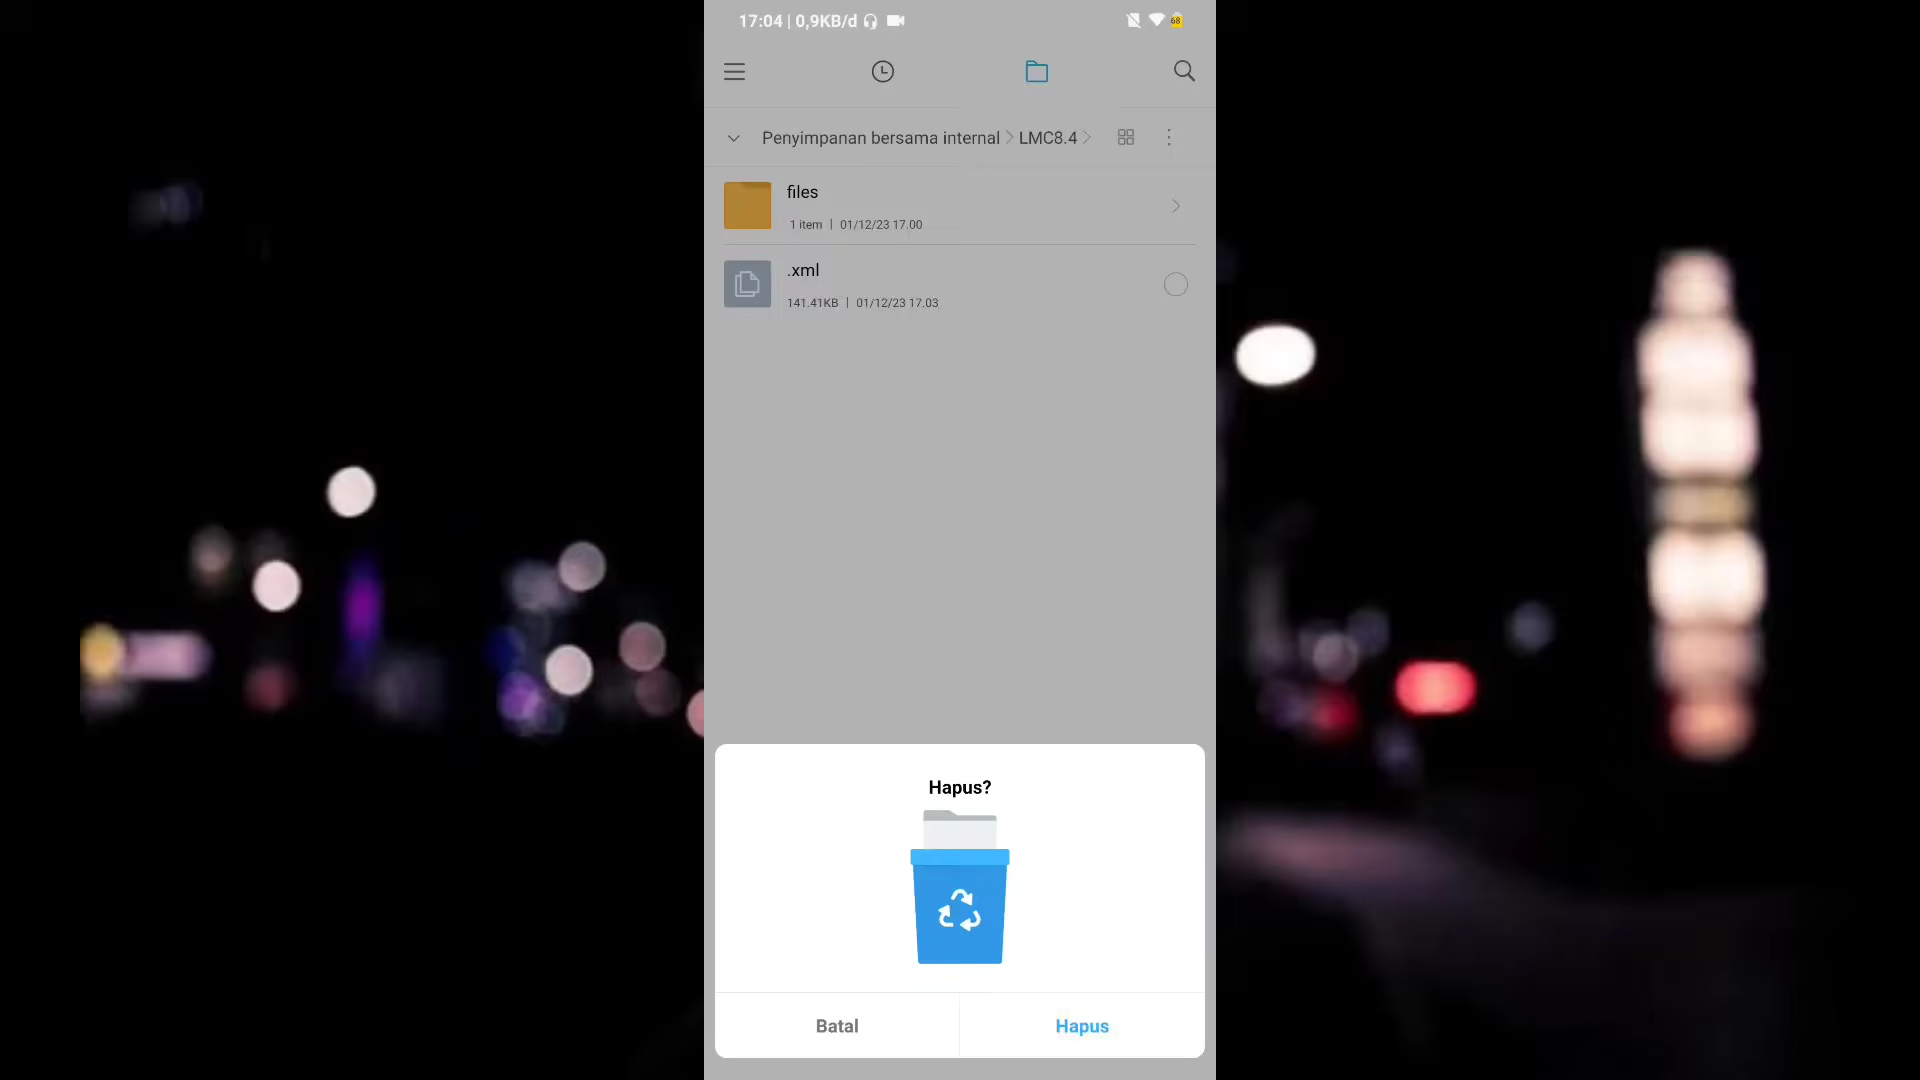 17:04 | 0,9KB/d
68
Penyimpanan bersama internal > LMC8.4 >
files
1 item | 01/12/23 17.00
.xml
141.41KB | 01/12/23 17.03
Hapus?
Batal
Hapus